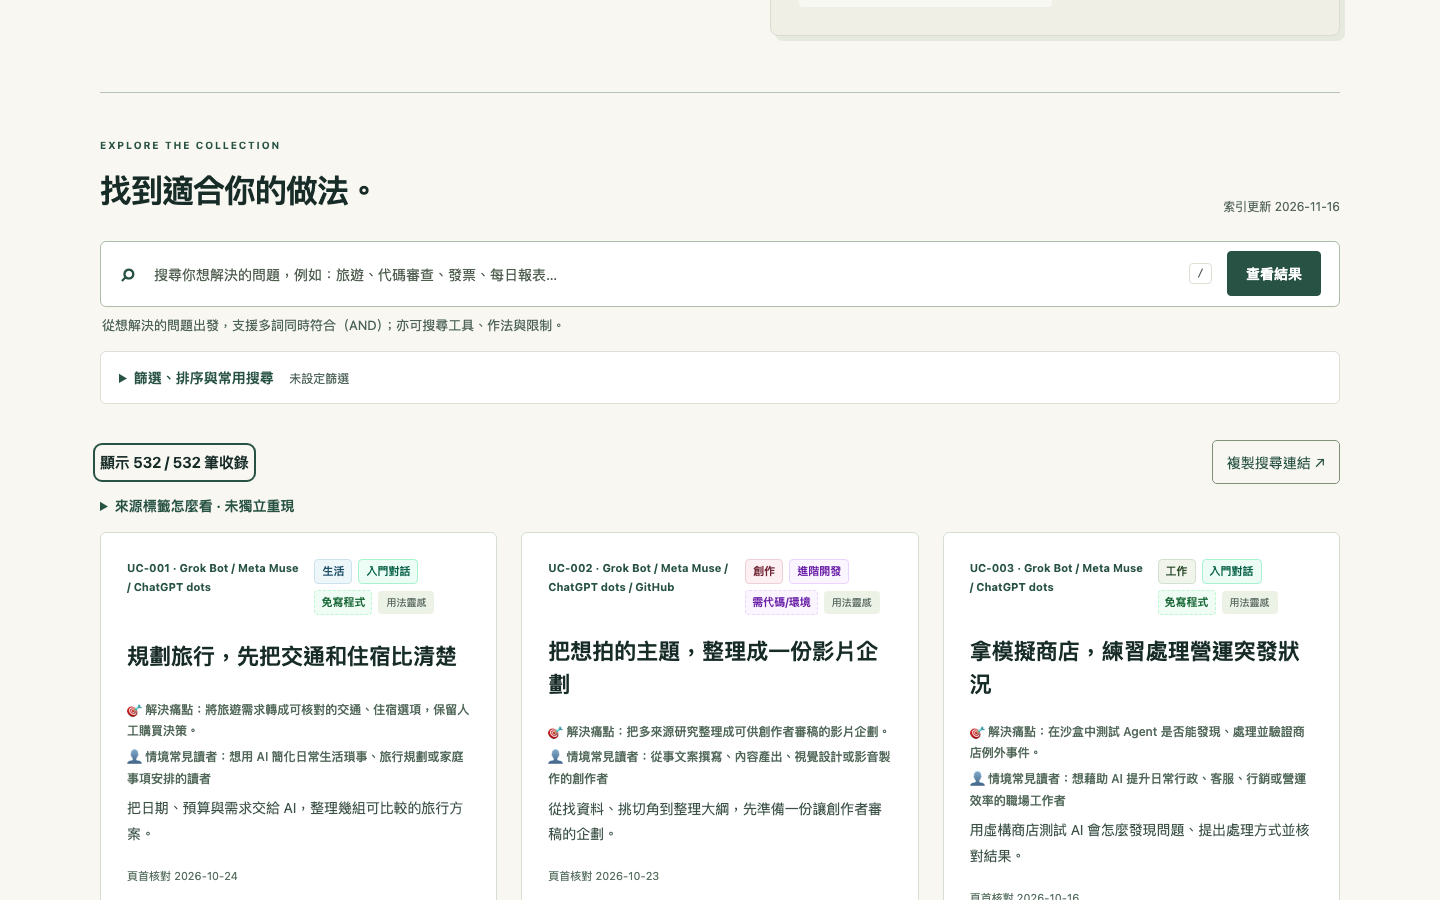 EXPLORE THE COLLECTION
找到適合你的做法。
索引更新 2026-11-16
搜尋你想解決的問題，例如：旅遊、代碼審查、發票、每日報表...
/
查看結果
從想解決的問題出發，支援多詞同時符合（AND）；亦可搜尋工具、作法與限制。
▶ 篩選、排序與常用搜尋 未設定篩選
顯示 532 / 532 筆收錄
複製搜尋連結 ↗
▶ 來源標籤怎麼看 · 未獨立重現
UC-001 · Grok Bot / Meta Muse
/ ChatGPT dots
生活 入門對話
免寫程式 用法靈感
規劃旅行，先把交通和住宿比清楚
🎯 解決痛點：將旅遊需求轉成可核對的交通、住宿選項，保留人
工購買決策。
👤 情境常見讀者：想用 AI 簡化日常生活瑣事、旅行規劃或家庭
事項安排的讀者
把日期、預算與需求交給 AI，整理幾組可比較的旅行方
案。
頁首核對 2026-10-24
UC-002 · Grok Bot / Meta Muse /
ChatGPT dots / GitHub
創作 進階開發
需代碼/環境 用法靈感
把想拍的主題，整理成一份影片企
劃
🎯 解決痛點：把多來源研究整理成可供創作者審稿的影片企劃。
👤 情境常見讀者：從事文案撰寫、內容產出、視覺設計或影音製
作的創作者
從找資料、挑切角到整理大綱，先準備一份讓創作者審
稿的企劃。
頁首核對 2026-10-23
UC-003 · Grok Bot / Meta Muse
/ ChatGPT dots
工作 入門對話
免寫程式 用法靈感
拿模擬商店，練習處理營運突發狀
況
🎯 解決痛點：在沙盒中測試 Agent 是否能發現、處理並驗證商
店例外事件。
👤 情境常見讀者：想藉助 AI 提升日常行政、客服、行銷或營運
效率的職場工作者
用虛構商店測試 AI 會怎麼發現問題、提出處理方式並核
對結果。
頁首核對 2026-10-16